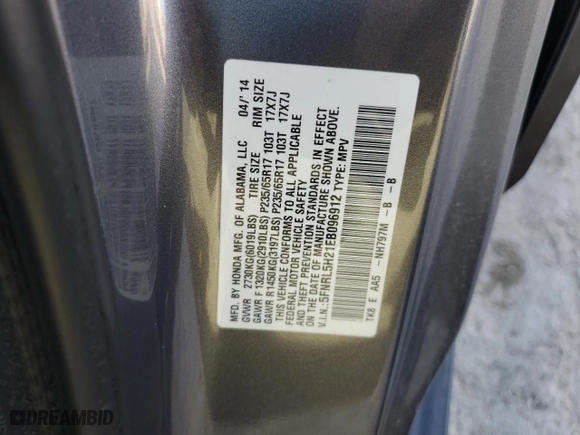 MFD. BY HONDA MFG. OF ALABAMA, LLC 04/'14
GVWR 2730KG(6019LBS) TIRE SIZE RIM SIZE
GAWR F 1320KG(2910LBS) P235/65R17 103T 17X7J
GAWR R 1450KG(3197LBS) P235/65R17 103T 17X7J
THIS VEHICLE CONFORMS TO ALL APPLICABLE
FEDERAL MOTOR VEHICLE SAFETY
AND THEFT PREVENTION STANDARDS IN EFFECT
ON THE DATE OF MANUFACTURE SHOWN ABOVE.
V.I.N.:5FNRL5H21EB096912 TYPE: MPV
TK8 E AA5 -NH797M -B -B
DREAMBID